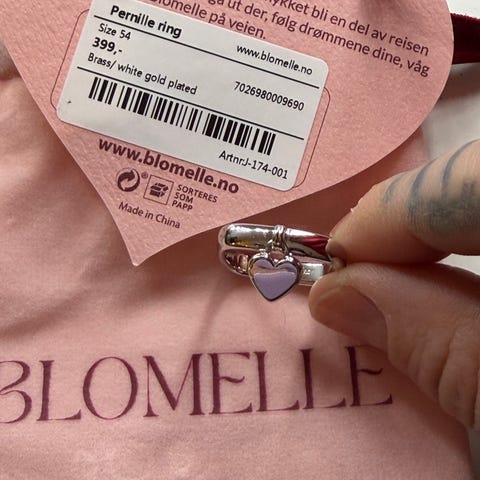 ykket bli en del av reisen
ga ut der, følg drømmene dine, våg
på veien.
Pernille ring
Size 54
399,-
www.blomelle.no
Brass/ white gold plated
7026980009690
Artnr:J-174-001
www.blomelle.no
SORTERES
SOM
PAPP
Made in China
BLOMELLE